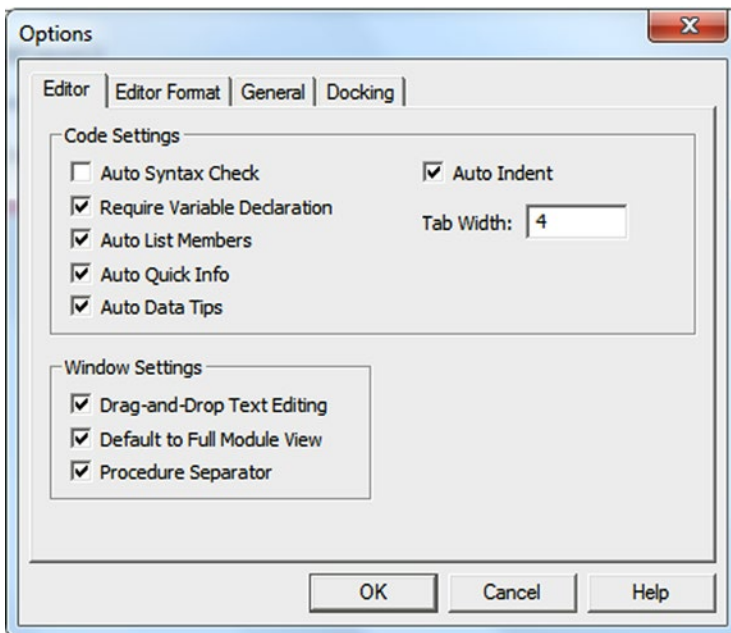 Options
Editor
Editor Format
General
Docking
Code Settings
Auto Syntax Check
Auto Indent
Require Variable Declaration
Tab Width: 4
Auto List Members
Auto Quick Info
Auto Data Tips
Window Settings
Drag-and-Drop Text Editing
Default to Full Module View
Procedure Separator
OK
Cancel
Help